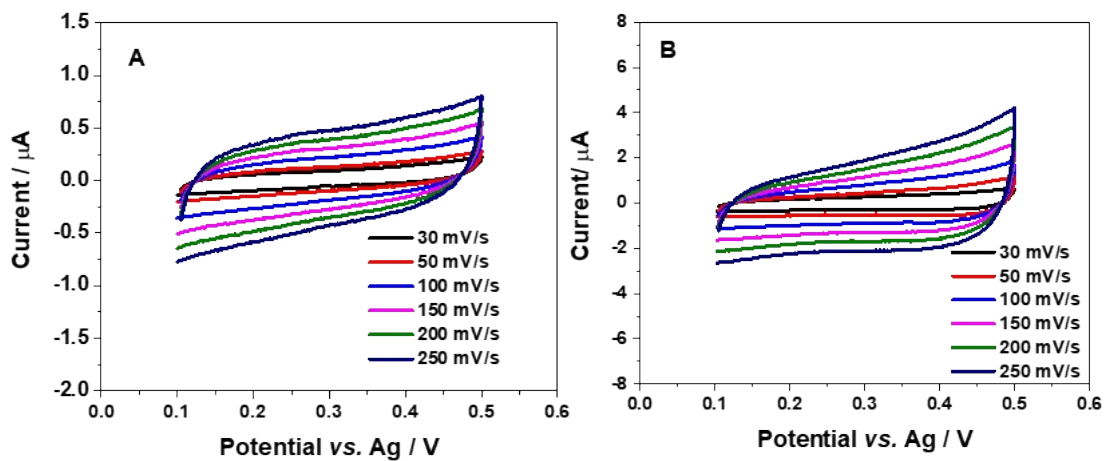 A
1.5
1.0
0.5
0.0
-0.5
-1.0
-1.5
-2.0
Current / μA
30 mV/s
50 mV/s
100 mV/s
150 mV/s
200 mV/s
250 mV/s
0.0 0.1 0.2 0.3 0.4 0.5 0.6
Potential vs. Ag / V
B
8
6
4
2
0
-2
-4
-6
-8
Current/ μA
30 mV/s
50 mV/s
100 mV/s
150 mV/s
200 mV/s
250 mV/s
0.0 0.1 0.2 0.3 0.4 0.5 0.6
Potential vs. Ag / V